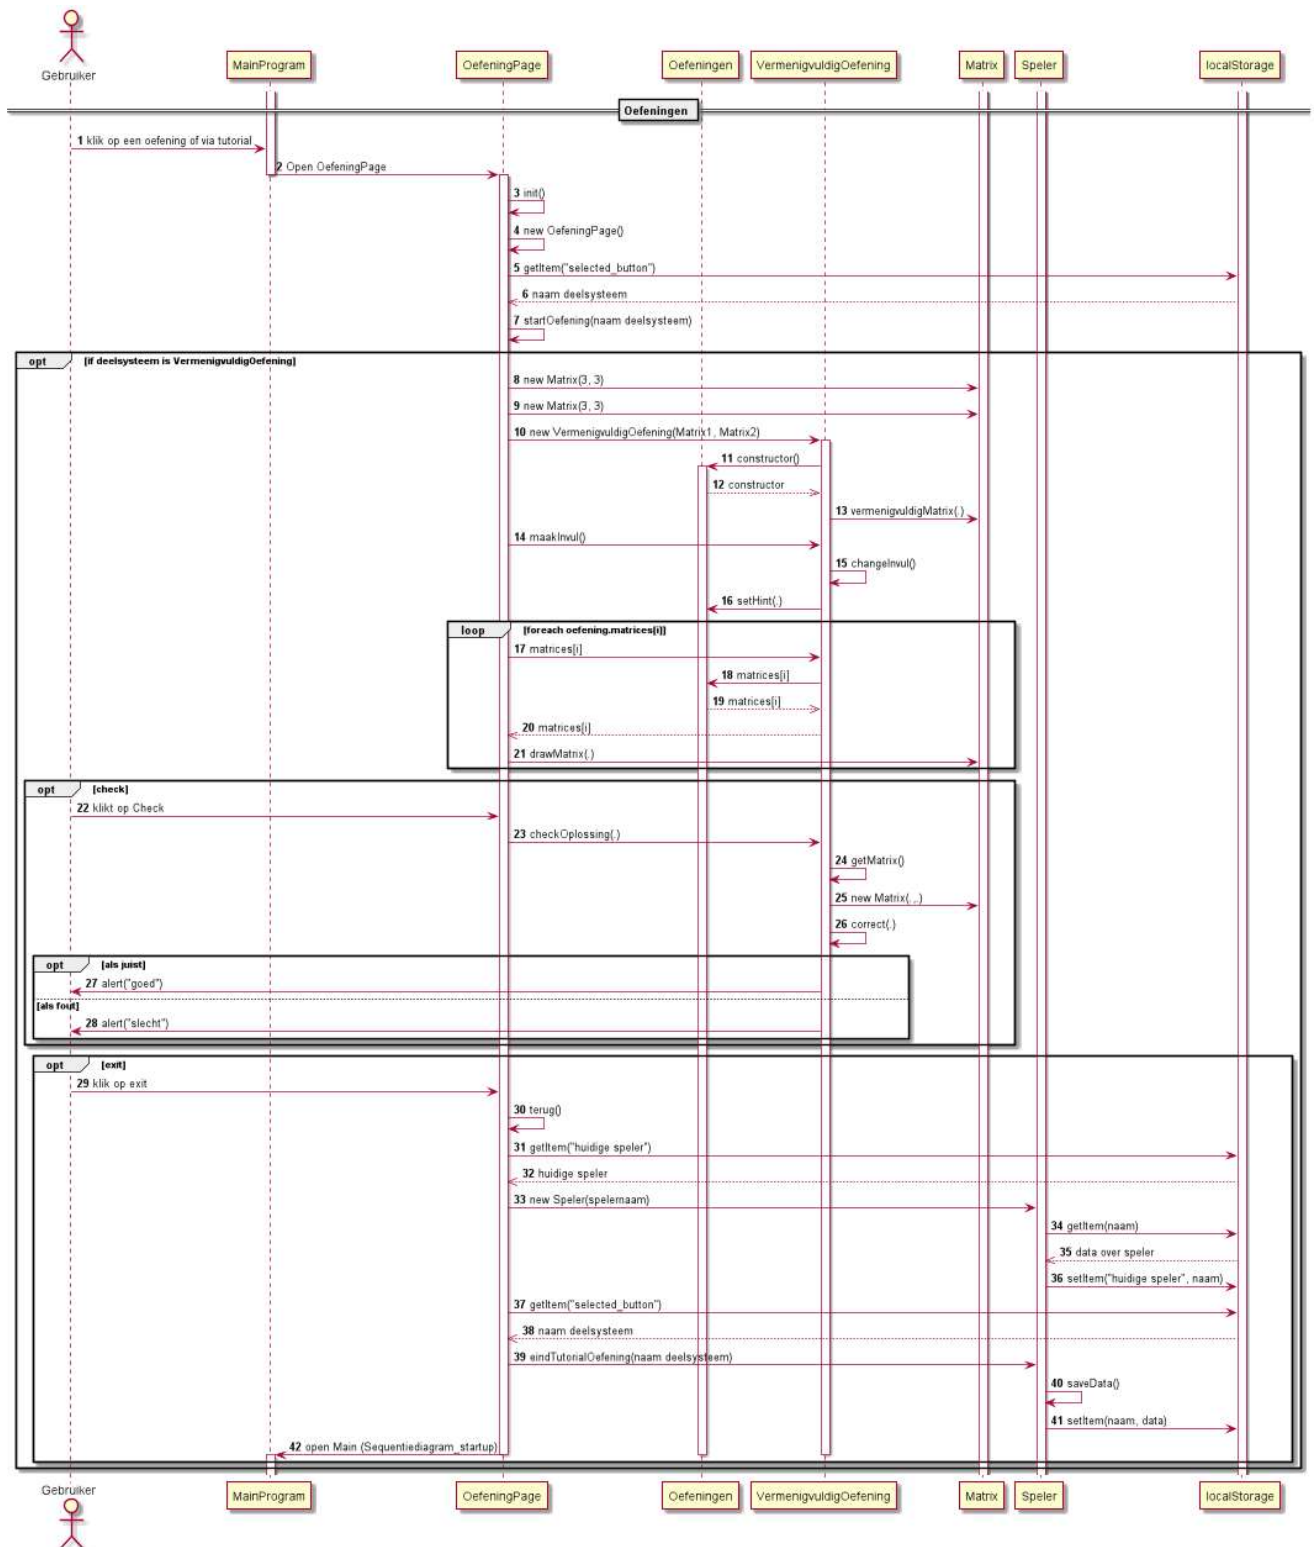 Gebruiker
MainProgram
OefeningPage
Oefeningen
VermenigvuldigOefening
Matrix
Speler
localStorage
Oefeningen
1 klik op een oefening of via tutorial
2 Open OefeningPage
3 init()
4 new OefeningPage()
5 getItem("selected_button")
6 naam deelsysteem
7 startOefening(naam deelsysteem)
opt [if deelsysteem is VermenigvuldigOefening]
8 new Matrix(3, 3)
9 new Matrix(3, 3)
10 new VermenigvuldigOefening(Matrix1, Matrix2)
11 constructor()
12 constructor
13 vermenigvuldigMatrix(.)
14 maakInvul()
15 changeInvul()
16 setHint(.)
loop [foreach oefening.matrices[i]]
17 matrices[i]
18 matrices[i]
19 matrices[i]
20 matrices[i]
21 drawMatrix(.)
opt [check]
22 klikt op Check
23 checkOplossing(.)
24 getMatrix()
25 new Matrix(.,.)
26 correct(.)
opt [als juist]
27 alert("goed")
[als fout]
28 alert("slecht")
opt [exit]
29 klik op exit
30 terug()
31 getItem("huidige speler")
32 huidige speler
33 new Speler(spelernaam)
34 getItem(naam)
35 data over speler
36 setItem("huidige speler", naam)
37 getItem("selected_button")
38 naam deelsysteem
39 eindTutorialOefening(naam deelsysteem)
40 saveData()
41 setItem(naam, data)
42 open Main (Sequentiediagram_startup)
Gebruiker
MainProgram
OefeningPage
Oefeningen
VermenigvuldigOefening
Matrix
Speler
localStorage